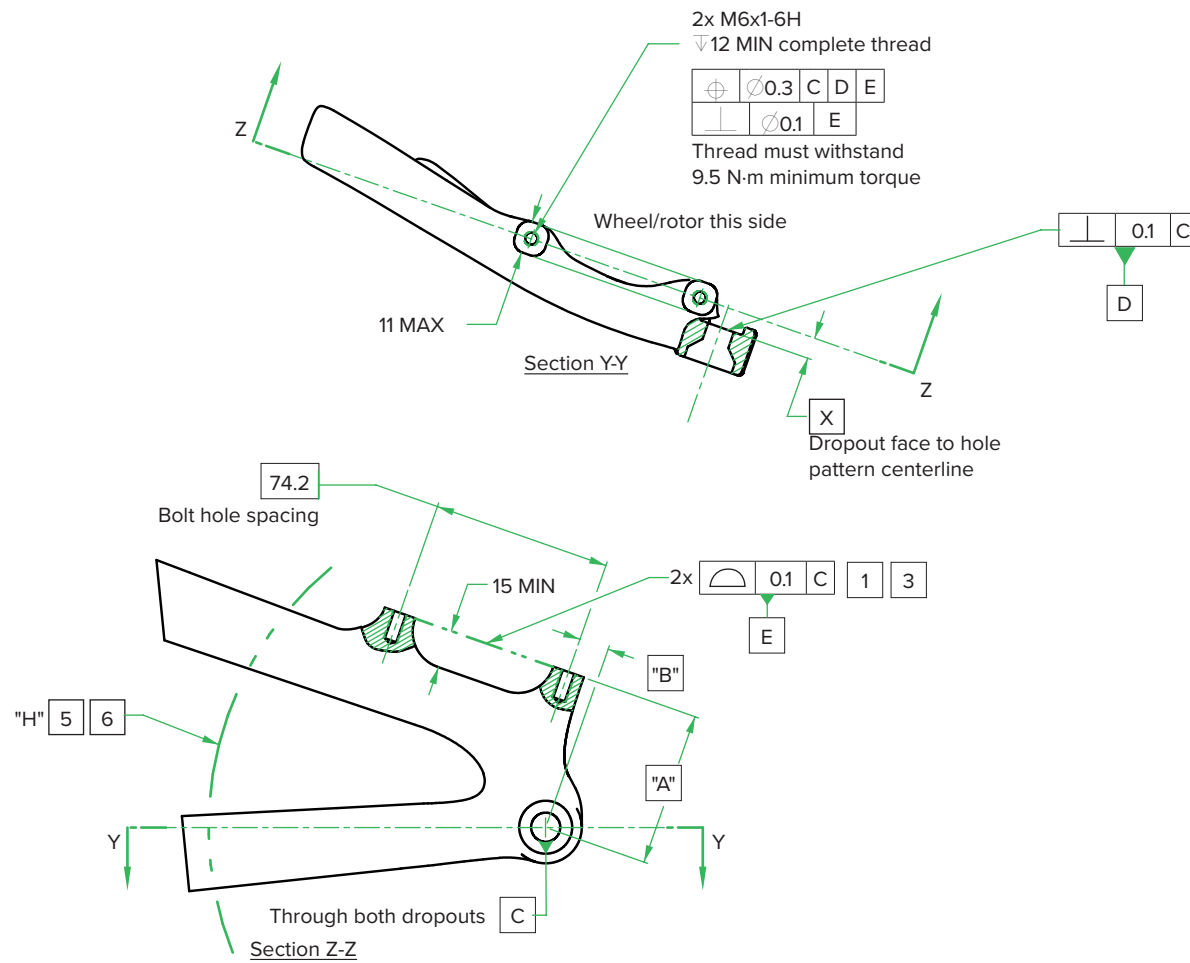 2x M6x1-6H
↧12 MIN complete thread
⌖ ∅0.3 C D E
⊥ ∅0.1 E
Thread must withstand
9.5 N·m minimum torque
Z
Wheel/rotor this side
⊥ 0.1 C
D
11 MAX
Section Y-Y
Z
X
Dropout face to hole
pattern centerline
74.2
Bolt hole spacing
15 MIN
2x ⌓ 0.1 C 1 3
E
"B"
"H" 5 6
"A"
Y
Y
Through both dropouts C
Section Z-Z